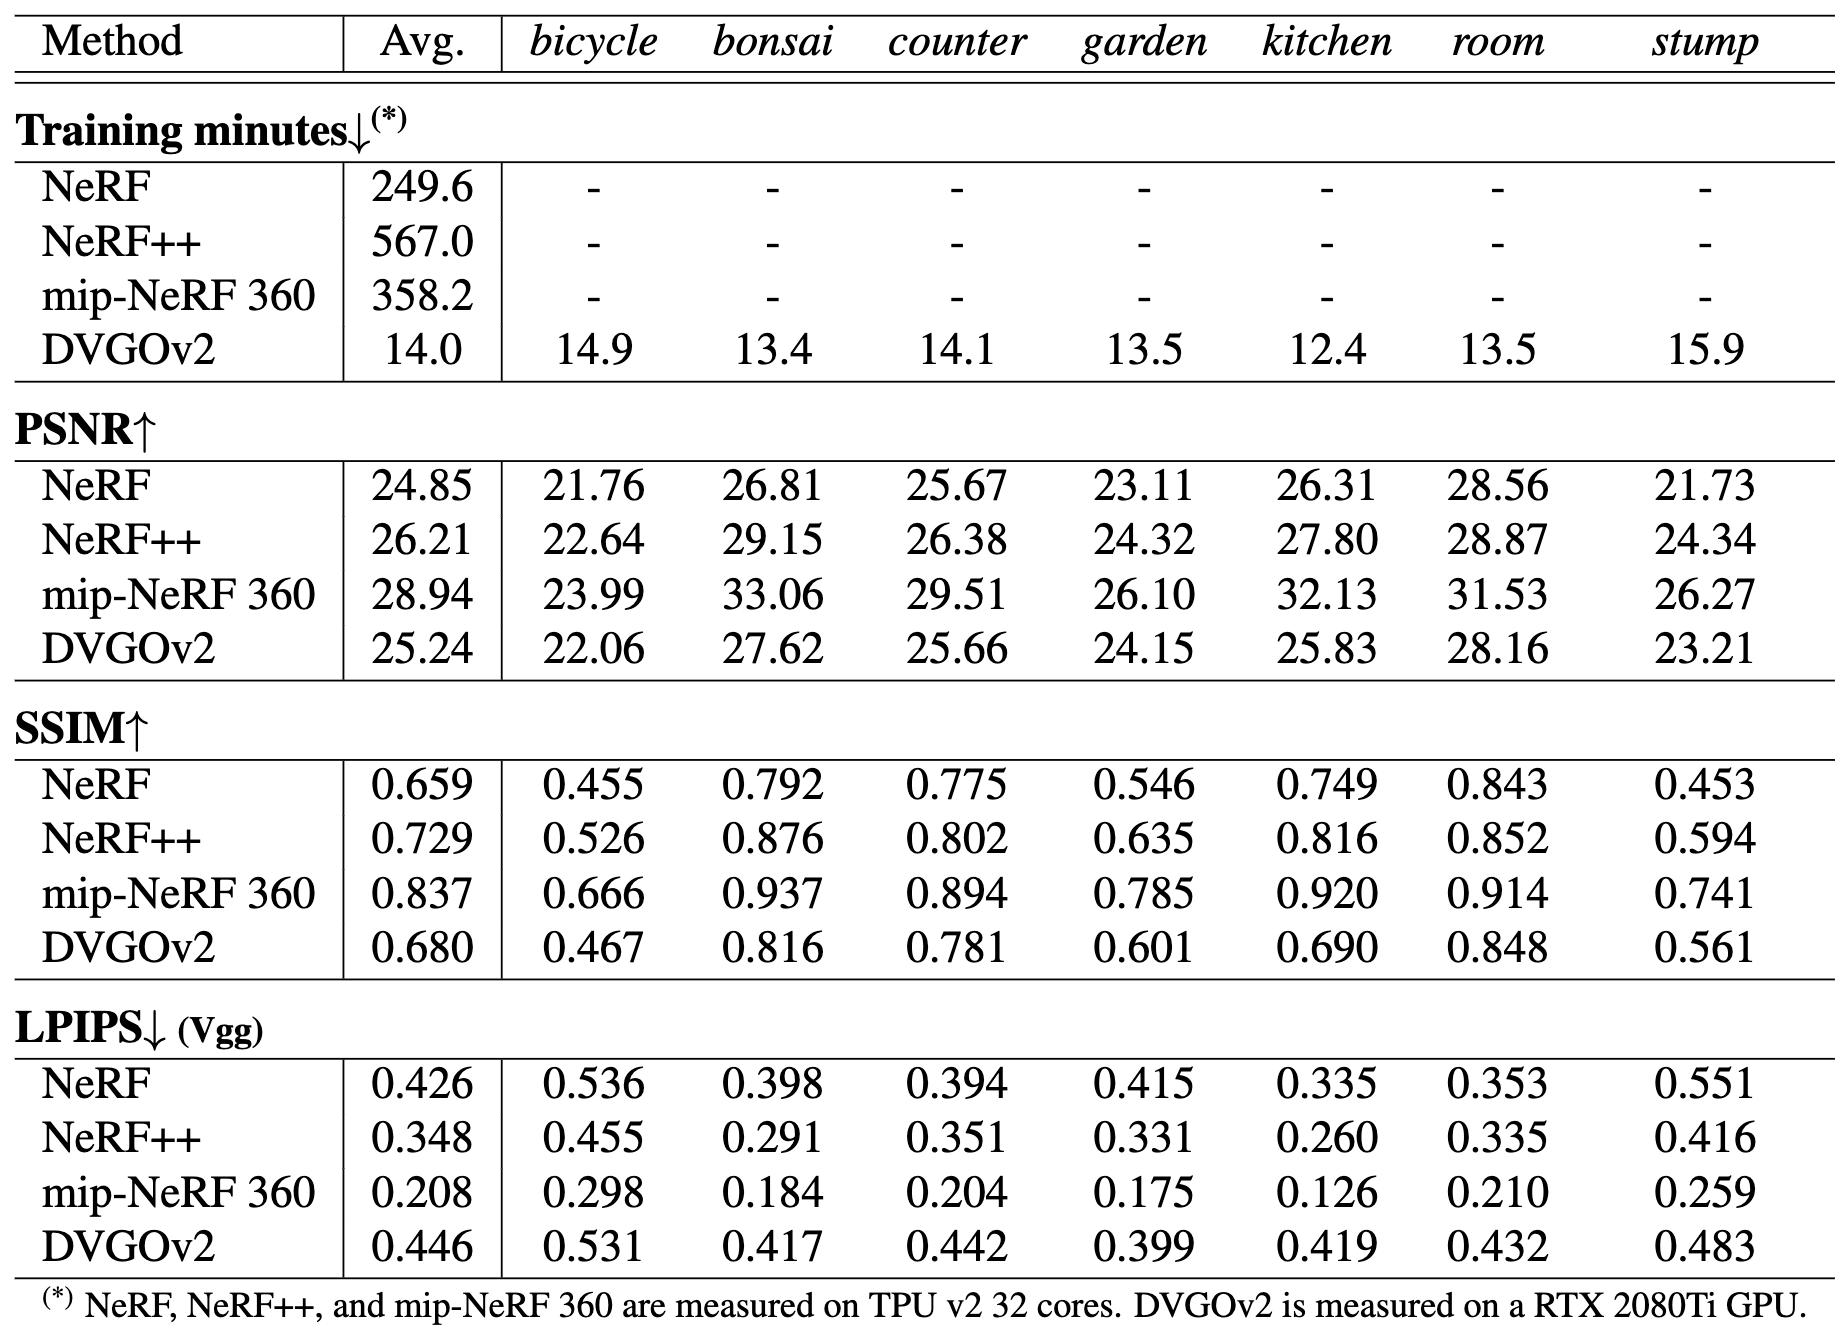 Method Avg. bicycle bonsai counter garden kitchen room stump
Training minutes↓(*)
NeRF 249.6 - - - - - - -
NeRF++ 567.0 - - - - - - -
mip-NeRF 360 358.2 - - - - - - -
DVGOv2 14.0 14.9 13.4 14.1 13.5 12.4 13.5 15.9
PSNR↑
NeRF 24.85 21.76 26.81 25.67 23.11 26.31 28.56 21.73
NeRF++ 26.21 22.64 29.15 26.38 24.32 27.80 28.87 24.34
mip-NeRF 360 28.94 23.99 33.06 29.51 26.10 32.13 31.53 26.27
DVGOv2 25.24 22.06 27.62 25.66 24.15 25.83 28.16 23.21
SSIM↑
NeRF 0.659 0.455 0.792 0.775 0.546 0.749 0.843 0.453
NeRF++ 0.729 0.526 0.876 0.802 0.635 0.816 0.852 0.594
mip-NeRF 360 0.837 0.666 0.937 0.894 0.785 0.920 0.914 0.741
DVGOv2 0.680 0.467 0.816 0.781 0.601 0.690 0.848 0.561
LPIPS↓ (Vgg)
NeRF 0.426 0.536 0.398 0.394 0.415 0.335 0.353 0.551
NeRF++ 0.348 0.455 0.291 0.351 0.331 0.260 0.335 0.416
mip-NeRF 360 0.208 0.298 0.184 0.204 0.175 0.126 0.210 0.259
DVGOv2 0.446 0.531 0.417 0.442 0.399 0.419 0.432 0.483
(*) NeRF, NeRF++, and mip-NeRF 360 are measured on TPU v2 32 cores. DVGOv2 is measured on a RTX 2080Ti GPU.